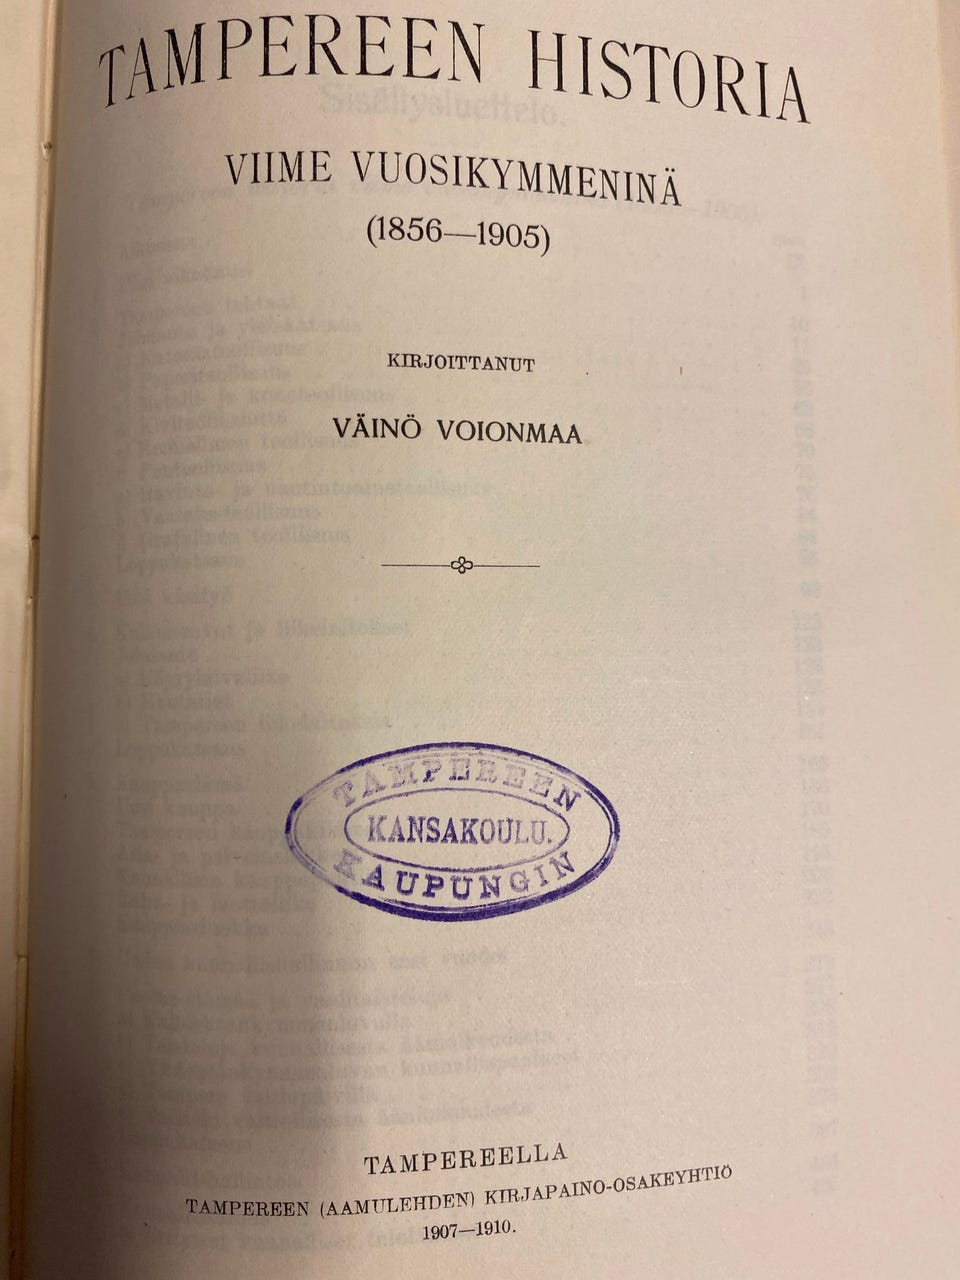 TAMPEREEN HISTORIA
VIIME VUOSIKYMMENINÄ
(1856—1905)
KIRJOITTANUT
VÄINÖ VOIONMAA
TAMPEREEN
KANSAKOULU.
KAUPUNGIN
TAMPEREELLA
TAMPEREEN (AAMULEHDEN) KIRJAPAINO-OSAKEYHTIÖ
1907—1910.